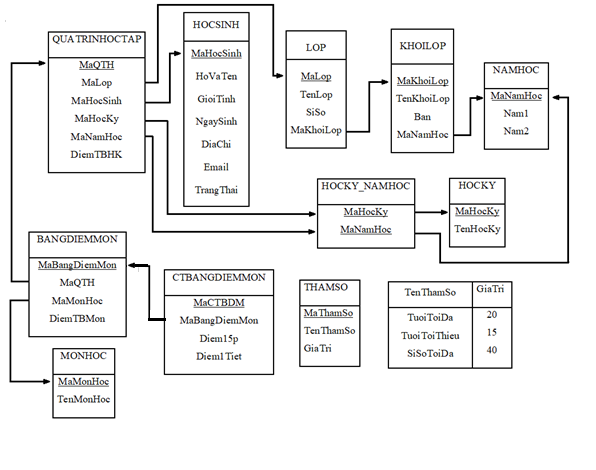 QUATRINHHOCTAP
MaQTH
MaLop
MaHocSinh
MaHocKy
MaNamHoc
DiemTBHK
HOCSINH
MaHocSinh
HoVaTen
GioiTinh
NgaySinh
DiaChi
Email
TrangThai
LOP
MaLop
TenLop
SiSo
MaKhoiLop
KHOILOP
MaKhoiLop
TenKhoiLop
Ban
MaNamHoc
NAMHOC
MaNamHoc
Nam1
Nam2
HOCKY_NAMHOC
MaHocKy
MaNamHoc
HOCKY
MaHocKy
TenHocKy
BANGDIEMMON
MaBangDiemMon
MaQTH
MaMonHoc
DiemTBMon
CTBANGDIEMMON
MaCTBDM
MaBangDiemMon
Diem15p
Diem1Tiet
THAMSO
MaThamSo
TenThamSo
GiaTri
TenThamSo GiaTri
TuoiToiDa 20
TuoiToiThieu 15
SiSoToiDa 40
MONHOC
MaMonHoc
TenMonHoc